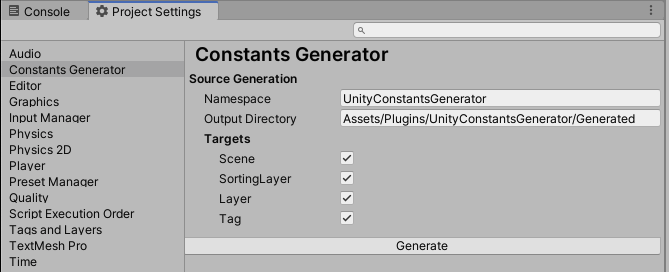 Console
Project Settings
Audio
Constants Generator
Editor
Graphics
Input Manager
Physics
Physics 2D
Player
Preset Manager
Quality
Script Execution Order
Tags and Layers
TextMesh Pro
Time
Constants Generator
Source Generation
Namespace UnityConstantsGenerator
Output Directory Assets/Plugins/UnityConstantsGenerator/Generated
Targets
Scene
SortingLayer
Layer
Tag
Generate